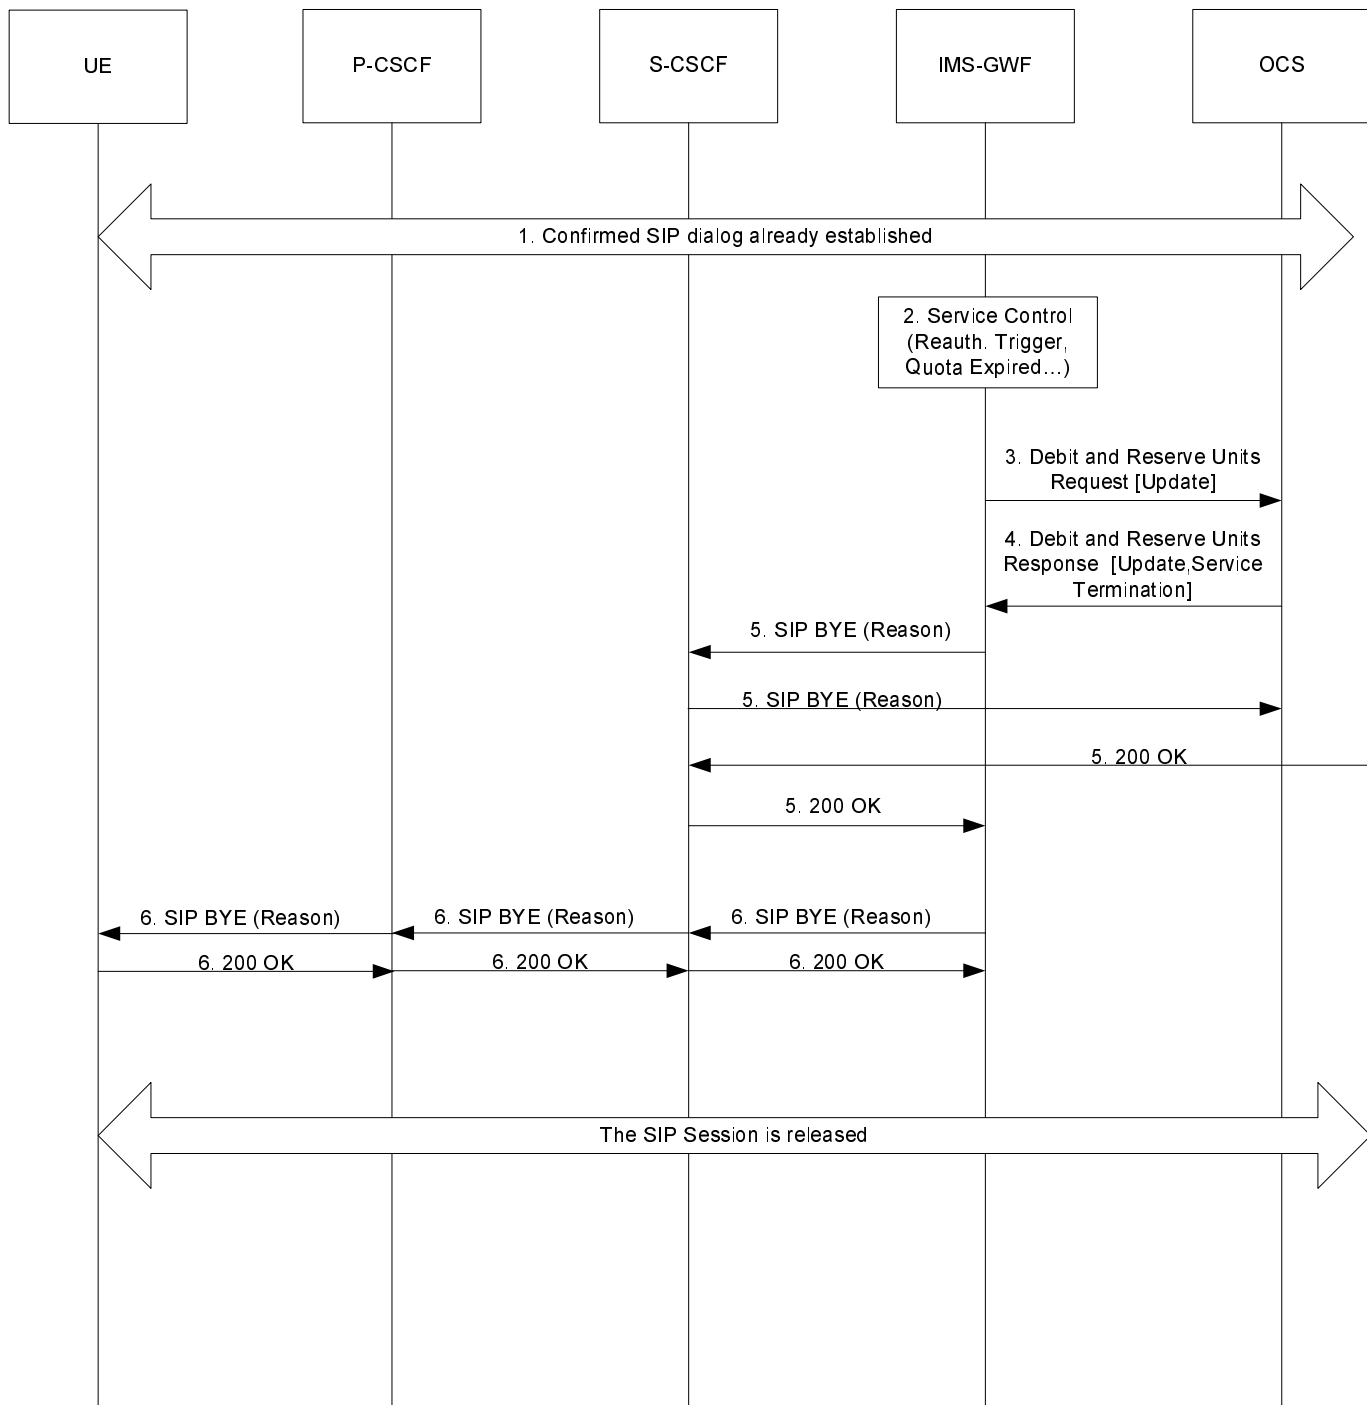 UE
P-CSCF
S-CSCF
IMS-GWF
OCS
1. Confirmed SIP dialog already established
2. Service Control
(Reauth. Trigger,
Quota Expired...)
3. Debit and Reserve Units
Request [Update]
4. Debit and Reserve Units
Response [Update,Service
Termination]
5. SIP BYE (Reason)
5. SIP BYE (Reason)
5. 200 OK
5. 200 OK
6. SIP BYE (Reason)
6. SIP BYE (Reason)
6. SIP BYE (Reason)
6. 200 OK
6. 200 OK
6. 200 OK
The SIP Session is released